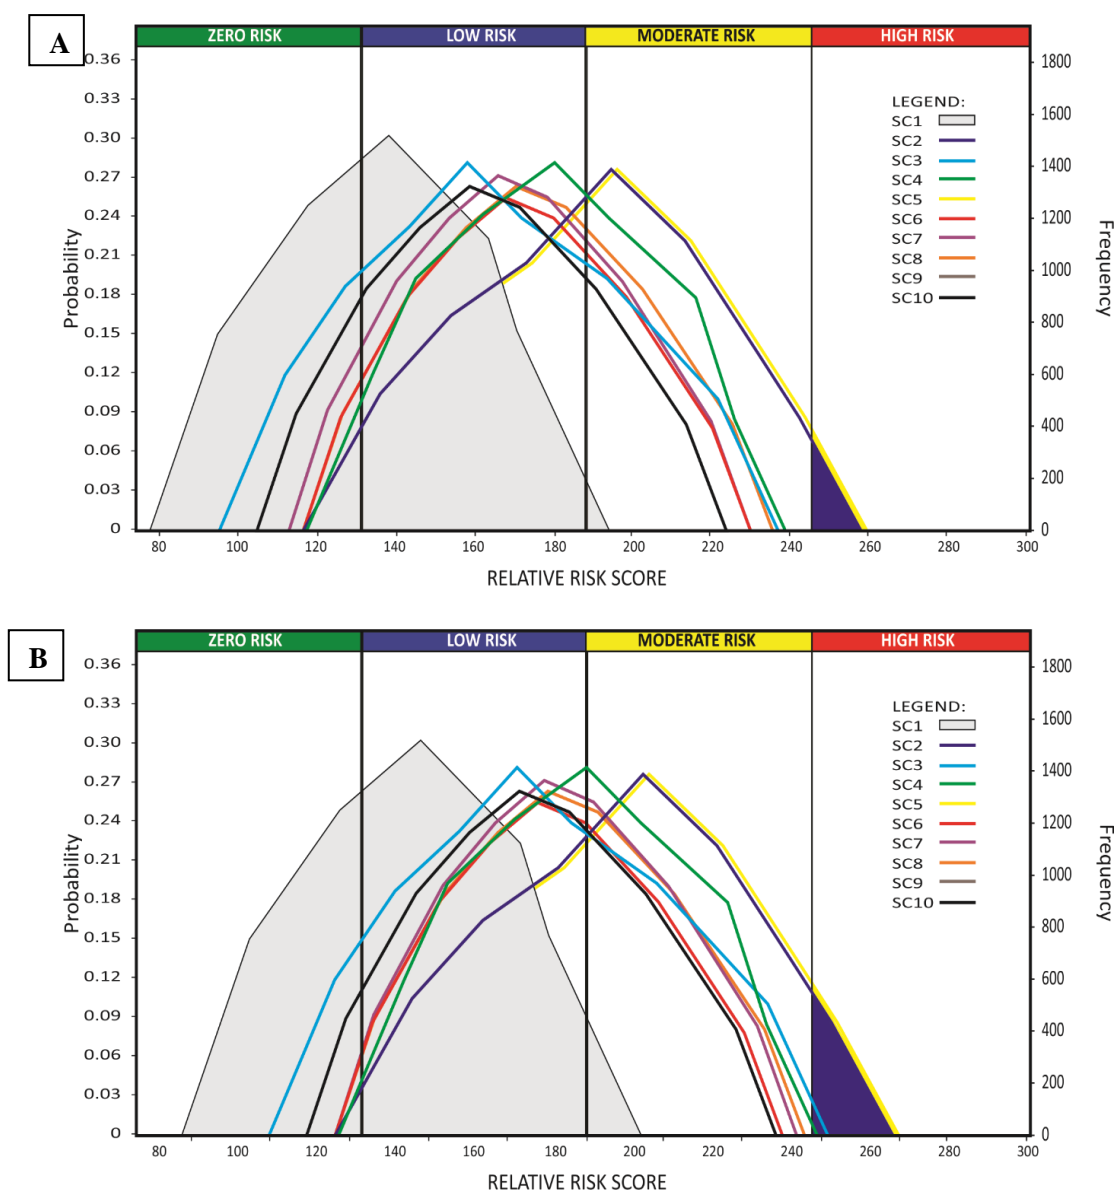 A
ZERO RISK LOW RISK MODERATE RISK HIGH RISK
0.36 1800
0.33 1600
0.30 1400
0.27 1200
0.24 1000
0.21 800
0.18 600
0.15 400
0.12 200
0.09 0
0.06
0.03
0
Probability
Frequency
LEGEND:
SC1
SC2
SC3
SC4
SC5
SC6
SC7
SC8
SC9
SC10
80 100 120 140 160 180 200 220 240 260 280 300
RELATIVE RISK SCORE
B
ZERO RISK LOW RISK MODERATE RISK HIGH RISK
0.36 1800
0.33 1600
0.30 1400
0.27 1200
0.24 1000
0.21 800
0.18 600
0.15 400
0.12 200
0.09 0
0.06
0.03
0
Probability
Frequency
LEGEND:
SC1
SC2
SC3
SC4
SC5
SC6
SC7
SC8
SC9
SC10
80 100 120 140 160 180 200 220 240 260 280 300
RELATIVE RISK SCORE